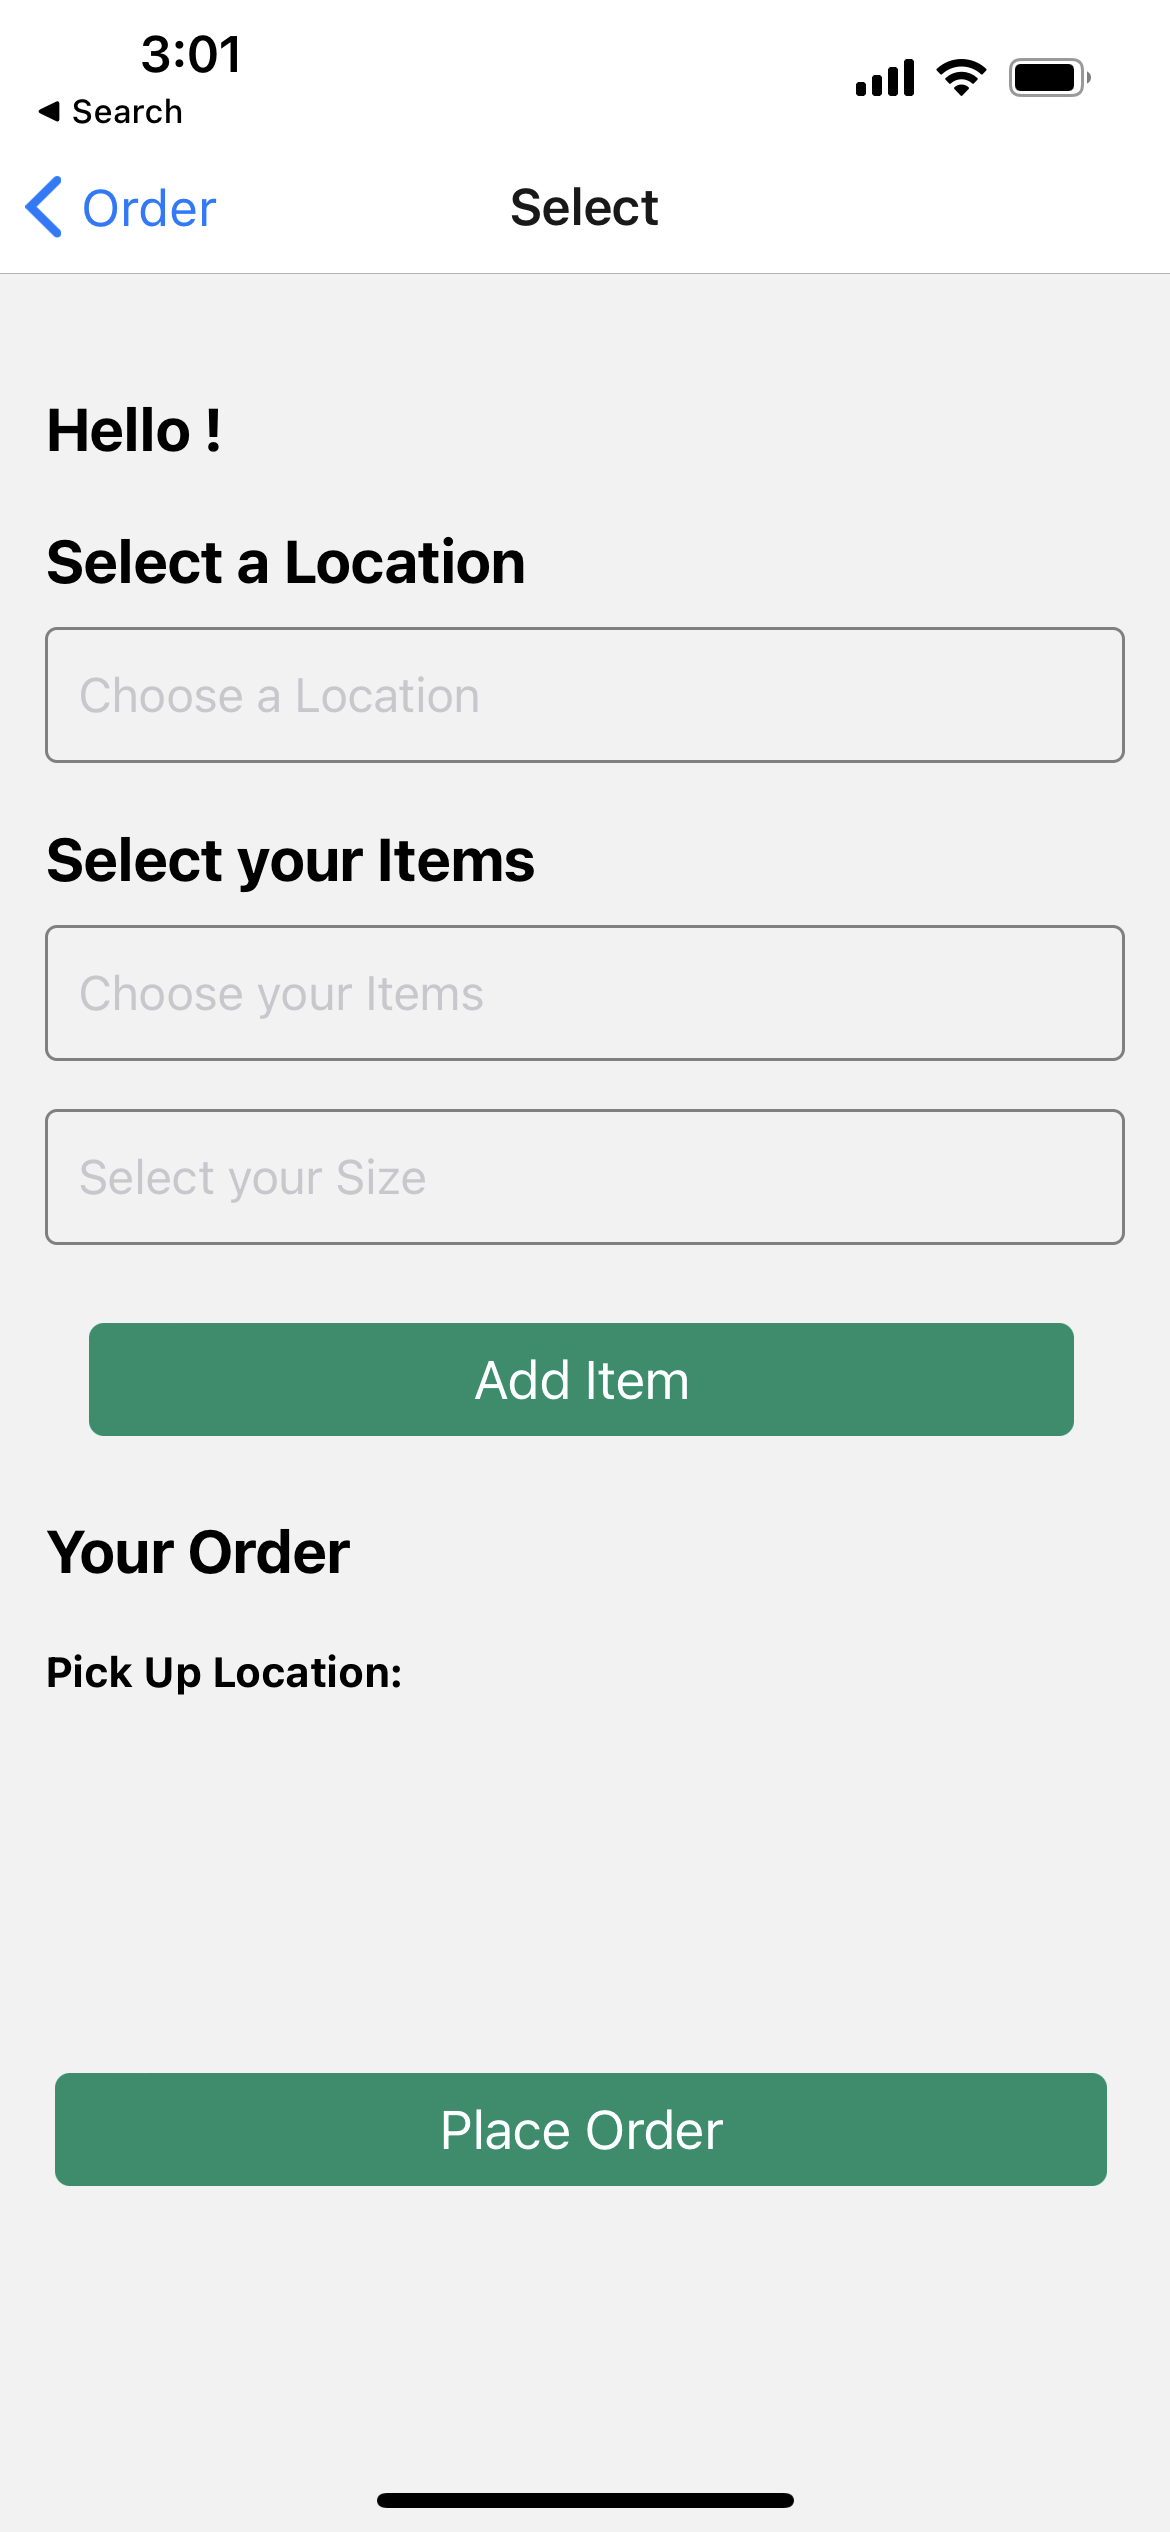 3:01
Search
Order
Select
Hello !
Select a Location
Choose a Location
Select your Items
Choose your Items
Select your Size
Add Item
Your Order
Pick Up Location:
Place Order